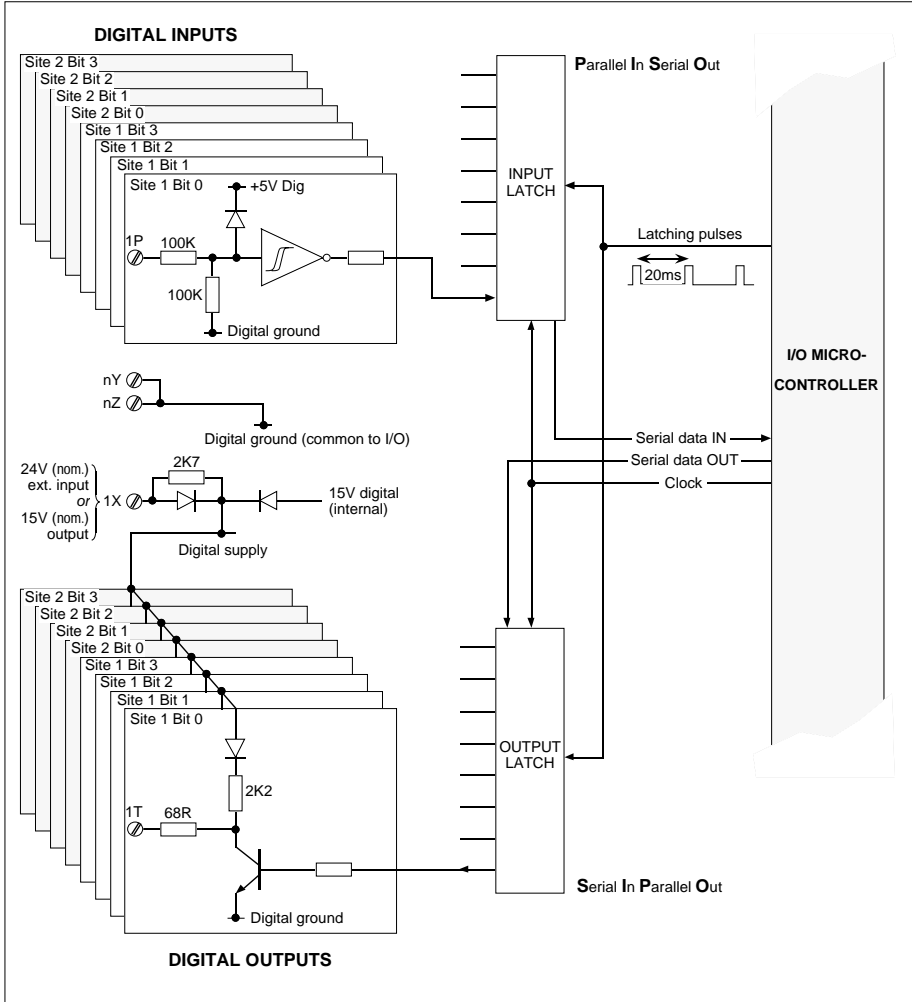 DIGITAL INPUTS
Site 2 Bit 3
Site 2 Bit 2
Site 2 Bit 1
Site 2 Bit 0
Site 1 Bit 3
Site 1 Bit 2
Site 1 Bit 1
Site 1 Bit 0
+5V Dig
1P
100K
100K
Digital ground
Parallel In Serial Out
INPUT
LATCH
Latching pulses
20ms
I/O MICRO-
CONTROLLER
nY
nZ
Digital ground (common to I/O)
24V (nom.)
ext. input
or
15V (nom.)
output
1X
2K7
15V digital
(internal)
Digital supply
Serial data IN
Serial data OUT
Clock
Site 2 Bit 3
Site 2 Bit 2
Site 2 Bit 1
Site 2 Bit 0
Site 1 Bit 3
Site 1 Bit 2
Site 1 Bit 1
Site 1 Bit 0
2K2
1T
68R
Digital ground
OUTPUT
LATCH
Serial In Parallel Out
DIGITAL OUTPUTS